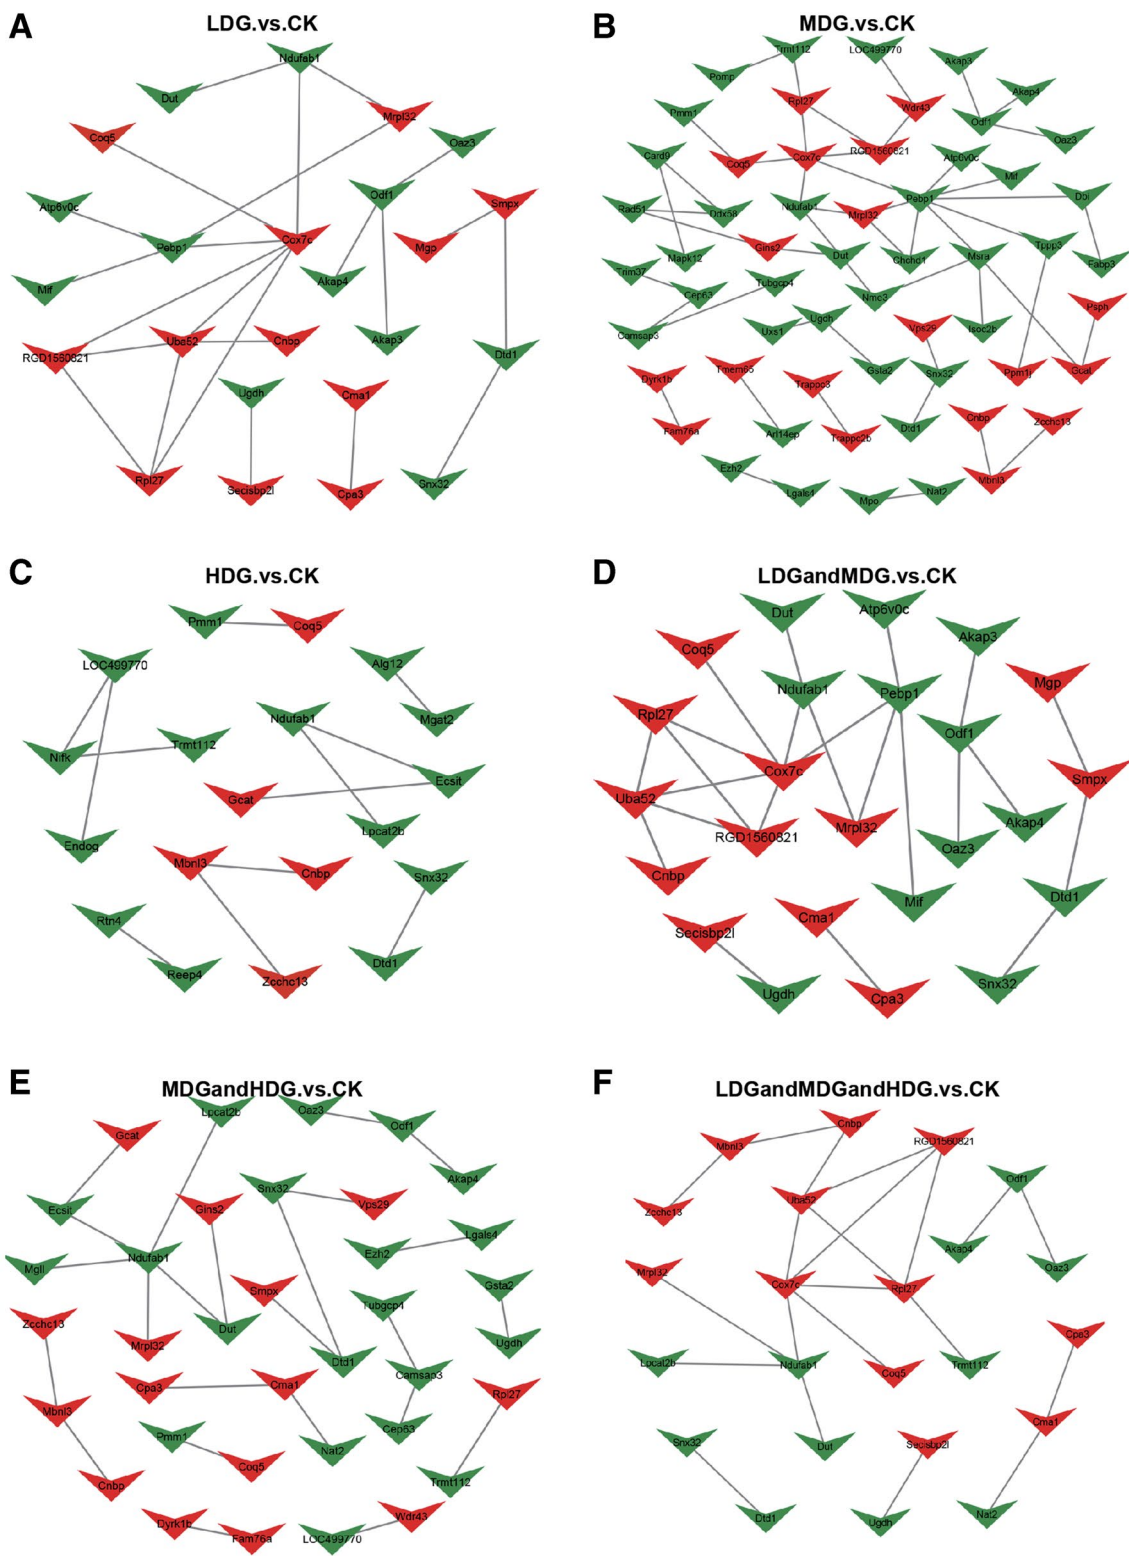 A
LDG.vs.CK
Ndufab1
Dut
Mrpl32
Coq5
Oaz3
Odf1
Smpx
Atp6v0c
Pebp1
Cox7c
Mgp
Akap4
Mif
Uba52
Cnbp
Akap3
RGD1560821
Dtd1
Ugdh
Cma1
Rpl27
Secisbp2l
Cpa3
Snx32
B
MDG.vs.CK
Trmt112
LOC499770
Akap3
Pomp
Akap4
Rpl27
Wdr43
Pmm1
Odf1
Oaz3
Card9
Coq5
Cox7c
RGD1560821
Atp6v0c
Mif
Rad51
Ddx58
Ndufab1
Mrpl32
Pebp1
Dbi
Gins2
Mapk12
Dut
Chchd1
Msra
Tppp3
Fabp3
Trim37
Cep63
Tubgcp4
Nmd3
Psph
Camsap3
Uxs1
Ugdh
Vps29
Isoc2b
Dyrk1b
Tmem65
Trappc3
Gsta2
Snx32
Ppm1j
Gcat
Fam76a
Arl14ep
Trappc2b
Dtd1
Cnbp
Zcchc13
Ezh2
Lgals1
Mpo
Nat2
Mbnl3
C
HDG.vs.CK
Pmm1
Coq5
LOC499770
Alg12
Ndufab1
Mgat2
Nifk
Trmt112
Gcat
Ecsit
Endog
Lpcat2b
Mbnl3
Cnbp
Snx32
Rtn4
Reep4
Zcchc13
Dtd1
D
LDGandMDG.vs.CK
Dut
Atp6v0c
Akap3
Coq5
Ndufab1
Pebp1
Mgp
Rpl27
Odf1
Cox7c
Smpx
Uba52
RGD1560821
Mrpl32
Akap4
Oaz3
Cnbp
Mif
Dtd1
Secisbp2l
Cma1
Ugdh
Cpa3
Snx32
E
MDGandHDG.vs.CK
Lpcat2b
Oaz3
Gcat
Odf1
Akap4
Snx32
Ecsit
Gins2
Vps29
Ndufab1
Ezh2
Lgals4
Mgll
Smpx
Gsta2
Tubgcp4
Zcchc13
Mrpl32
Dut
Ugdh
Dtd1
Camsap3
Cpa3
Cma1
Rpl27
Mbnl3
Pmm1
Cep63
Nat2
Coq5
Cnbp
Trmt112
Dyrk1b
Fam76a
LOC499770
Wdr43
F
LDGandMDGandHDG.vs.CK
Cnbp
Mbnl3
RGD1560821
Odf1
Zcchc13
Uba52
Akap4
Oaz3
Mrpl32
Cox7c
Rpl27
Cpa3
Lpcat2b
Ndufab1
Coq5
Trmt112
Cma1
Snx32
Dut
Secisbp2l
Dtd1
Ugdh
Nat2